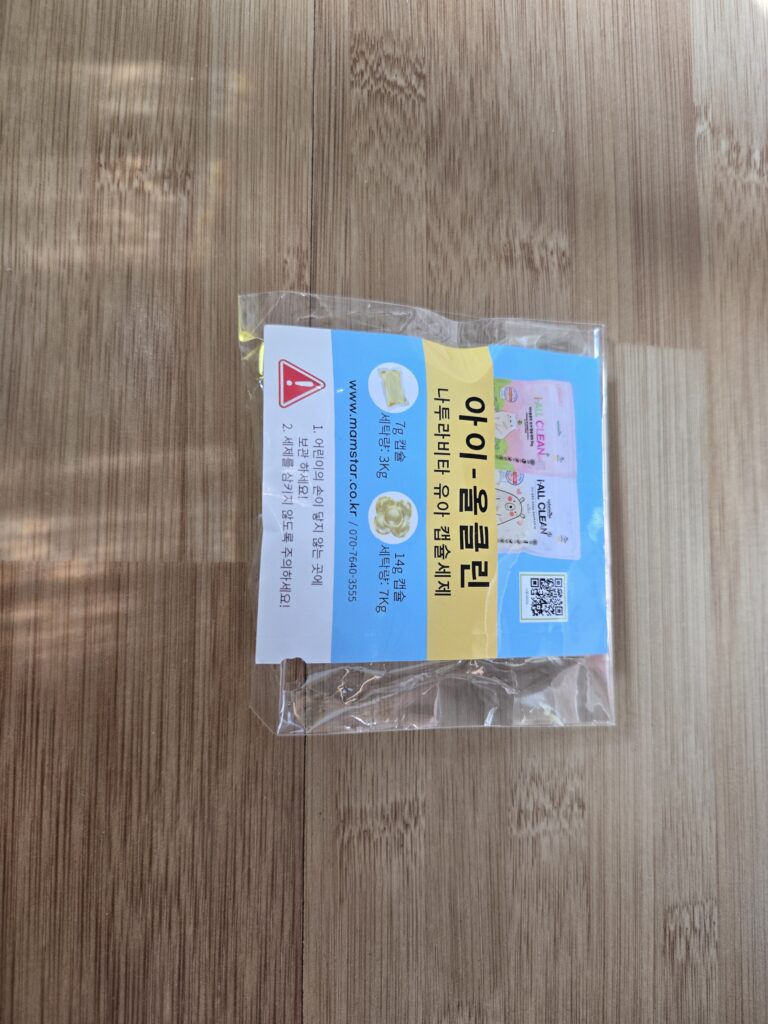 i-ALL CLEAN
i-ALL CLEAN
아이-올클린
나투라비타 유아 캡슐세제
7g 캡슐
세탁량: 3Kg
14g 캡슐
세탁량: 7Kg
www.mamstar.co.kr / 070-7640-3555
1. 어린이의 손이 닿지 않는 곳에
보관 하세요!
2. 세제를 삼키지 않도록 주의하세요!